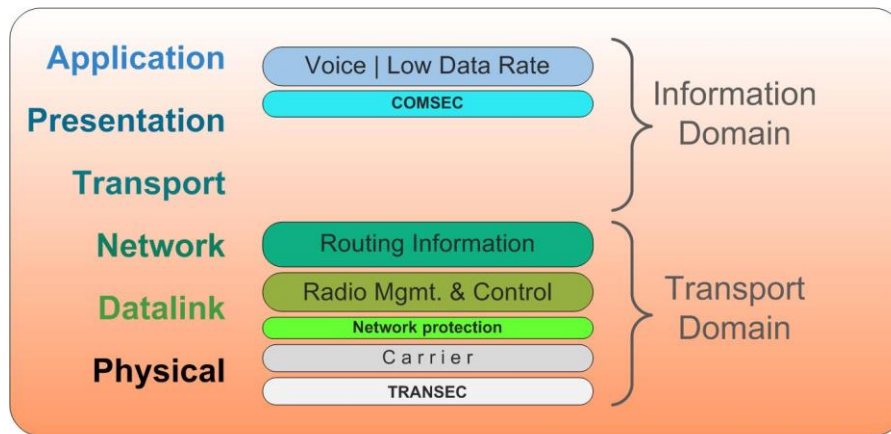 Application
Voice | Low Data Rate
COMSEC
Presentation
Information
Domain
Transport
Network
Routing Information
Radio Mgmt. & Control
Datalink
Transport
Domain
Network protection
Carrier
Physical
TRANSEC